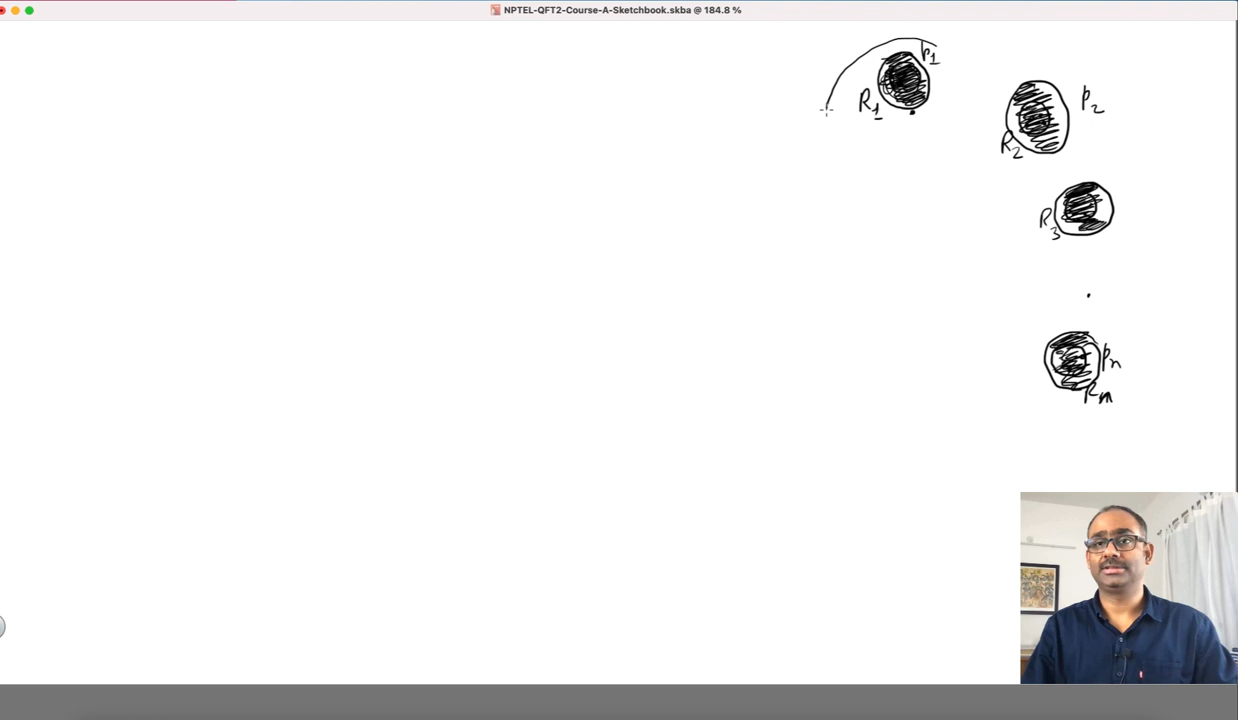 NPTEL-QFT2-Course-A-Sketchbook.skba @ 184.8 %
p1
R1
p2
R2
R3
pn
Rn